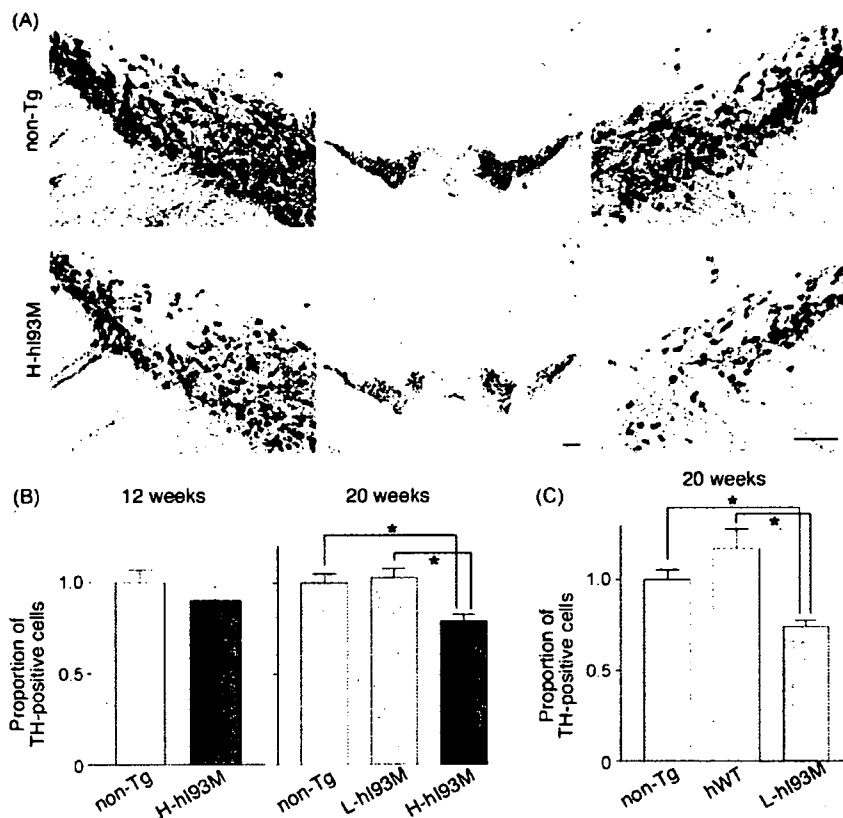 (A)
non-Tg
H-hI93M
(B)
12 weeks
20 weeks
*
*
Proportion of
TH-positive cells
1.0
0.5
0
non-Tg
H-hI93M
non-Tg
L-hI93M
H-hI93M
(C)
20 weeks
*
*
Proportion of
TH-positive cells
1.0
0.5
0
non-Tg
hWT
L-hI93M